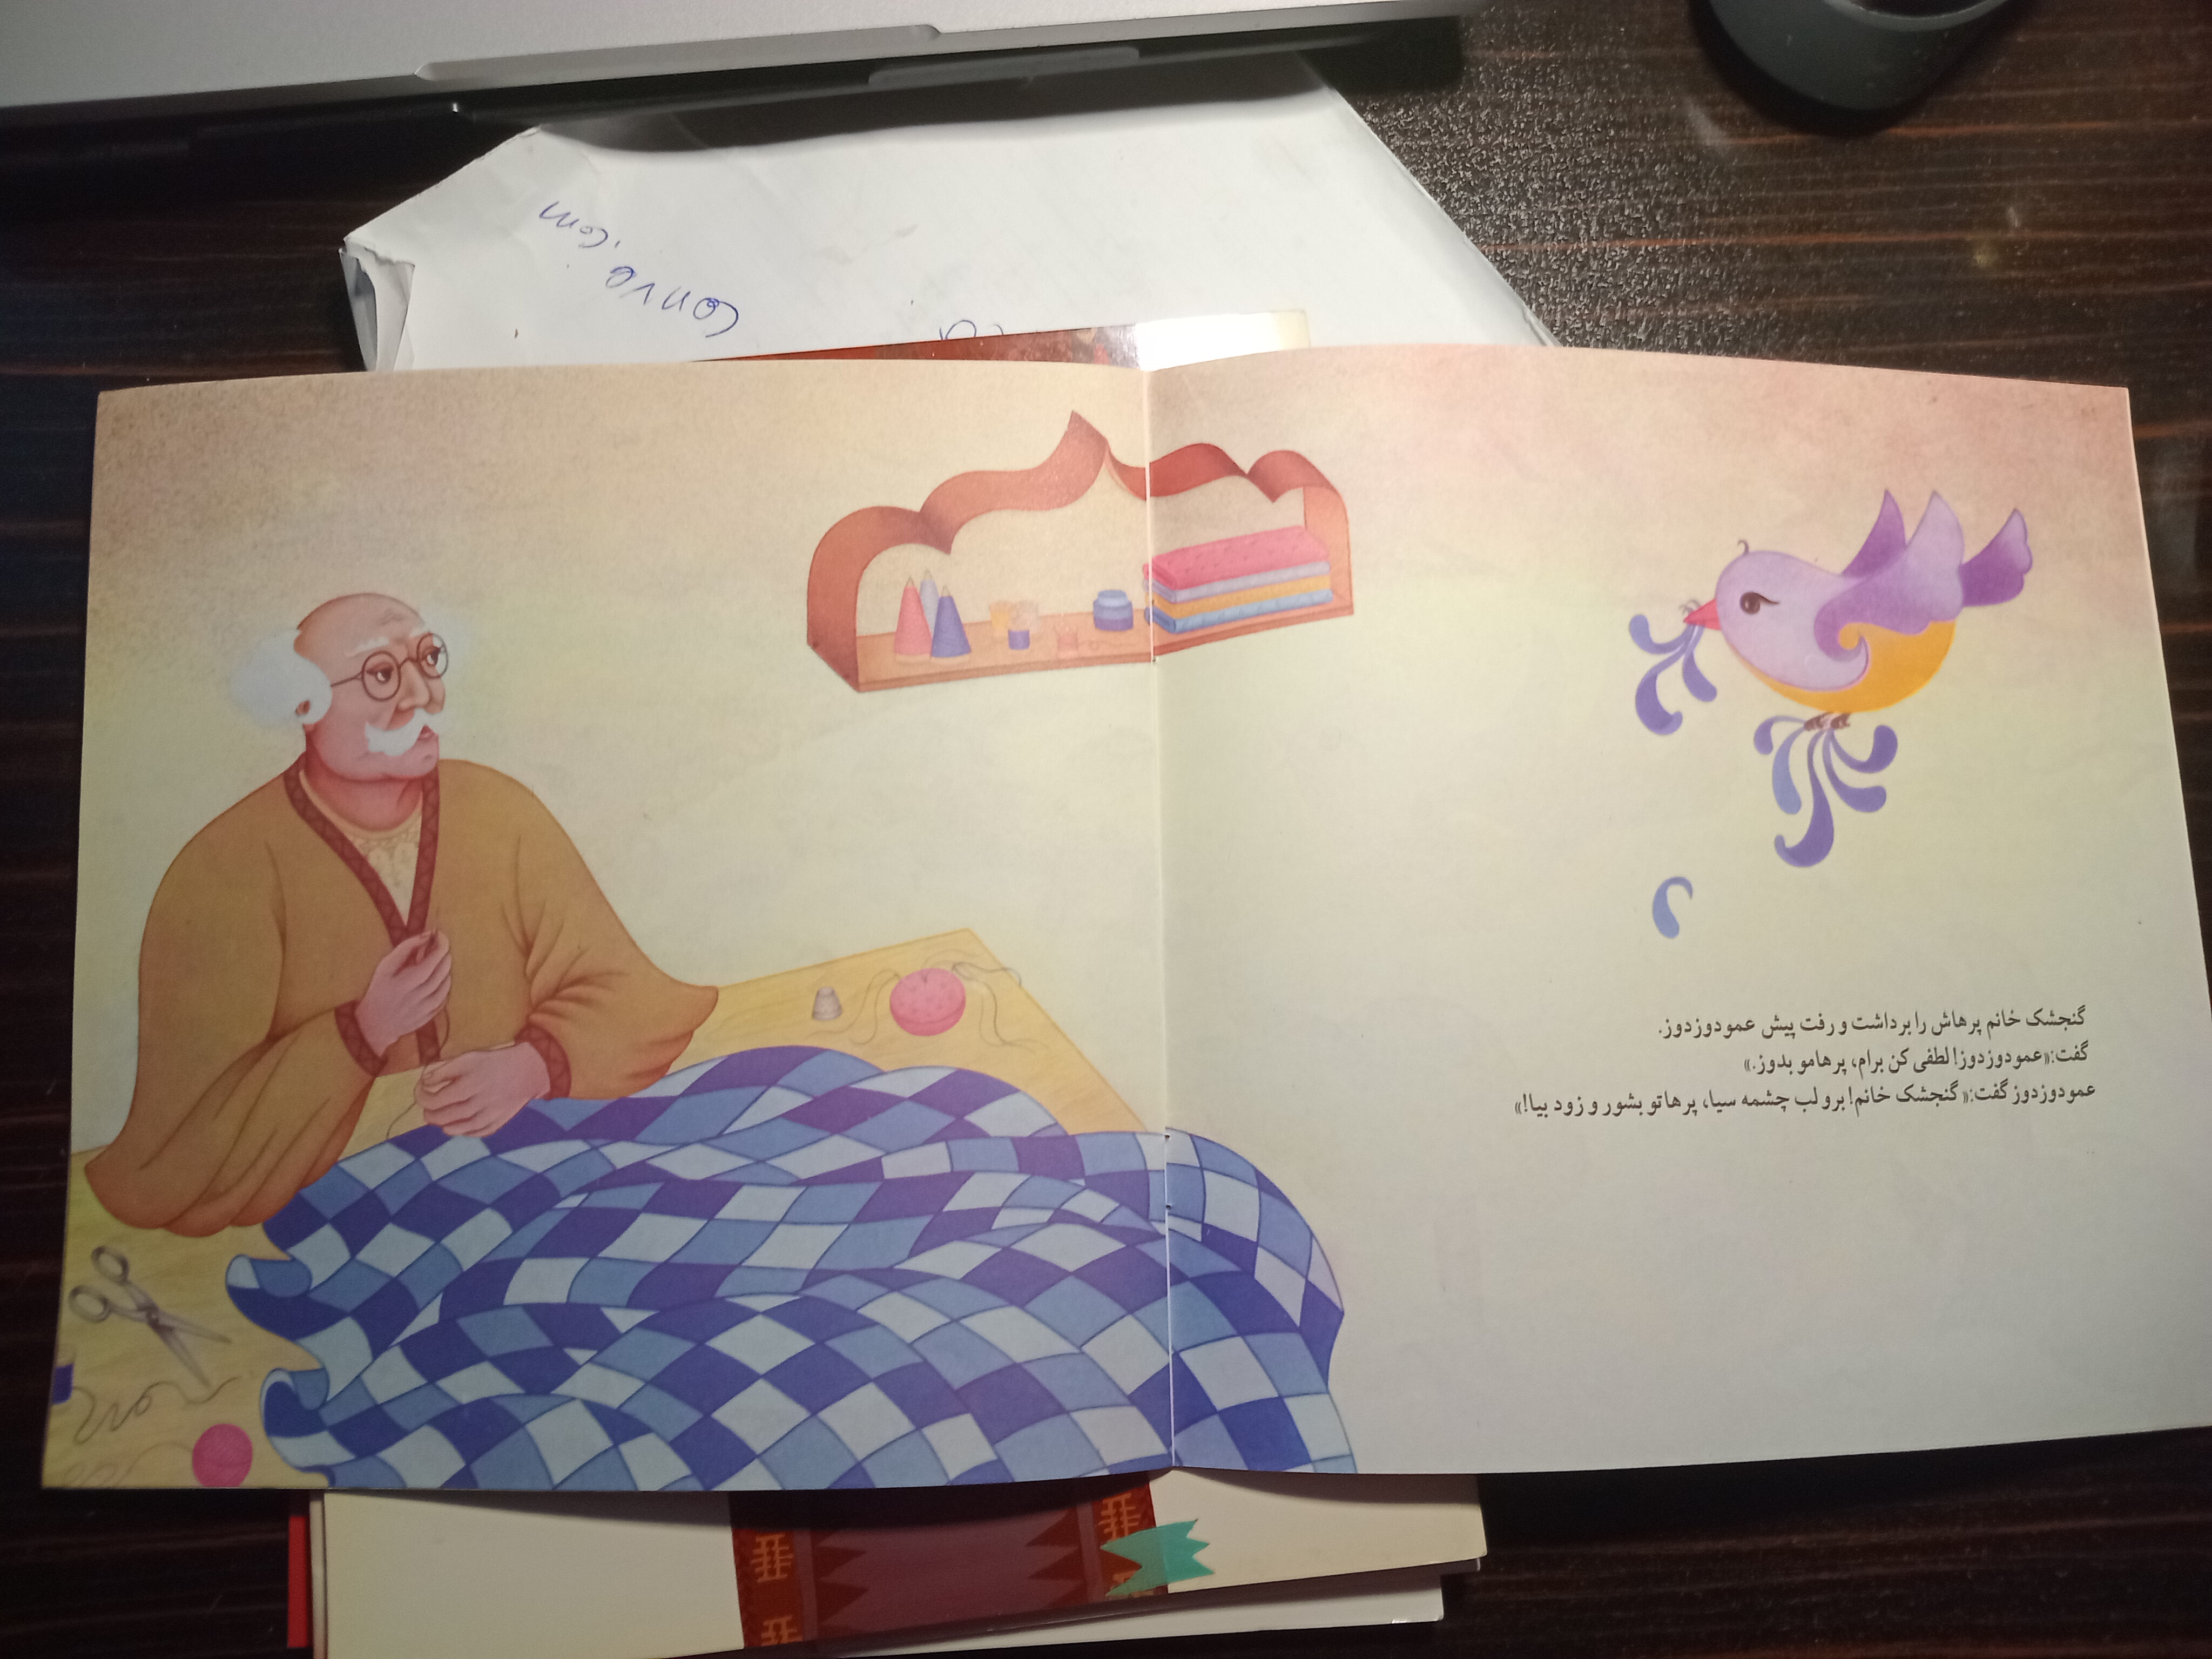 conve.com
گنجشک خانم پرهاش را برداشت و رفت پیش عمودوزدوز.
گفت:«عمودوزدوز! لطفی کن برام، پرهامو بدوز.»
عمودوزدوز گفت:«گنجشک خانم! برو لب چشمه سیا، پرهاتو بشور و زود بیا!»